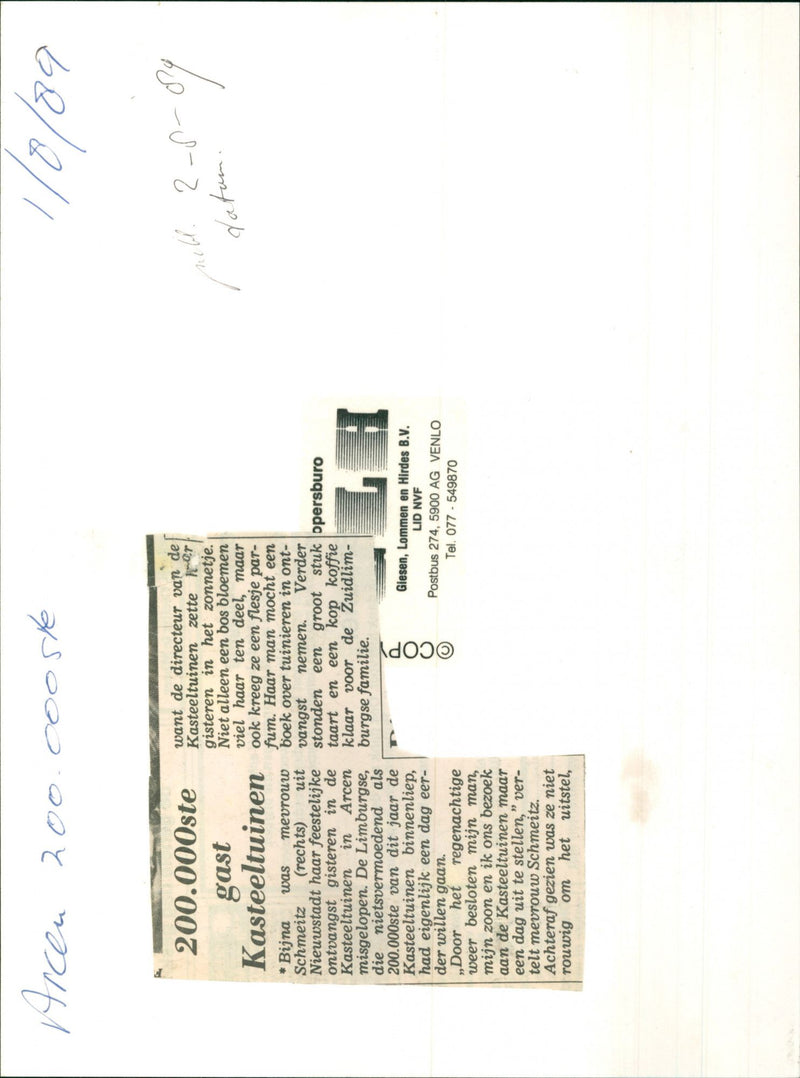 Arcen 200.000ste
1/8/89
publ. 2-8-89
datum.
200.000ste
gast
Kasteeltuinen
* Bijna was mevrouw
Schmeitz (rechts) uit
Nieuwstadt haar feestelijke
ontvangst gisteren in de
Kasteeltuinen in Arcen
misgelopen. De Limburgse,
die nietsvermoedend als
200.000ste van dit jaar de
Kasteeltuinen binnenliep,
had eigenlijk een dag eer-
der willen gaan.
„Door het regenachtige
weer besloten mijn man,
mijn zoon en ik ons bezoek
aan de Kasteeltuinen maar
een dag uit te stellen,” ver-
telt mevrouw Schmeitz.
Achteraf gezien was ze niet
rouwig om het uitstel,
want de directeur van de
Kasteeltuinen zette haar
gisteren in het zonnetje.
Niet alleen een bos bloemen
viel haar ten deel, maar
ook kreeg ze een flesje par-
fum. Haar man mocht een
boek over tuinieren in ont-
vangst nemen. Verder
stonden een groot stuk
taart en een kop koffie
klaar voor de Zuidlim-
burgse familie.
opersburo
LH
Giesen, Lommen en Hirdes B.V.
LID NVF
Postbus 274, 5900 AG VENLO
Tel. 077 - 549870
©COPY